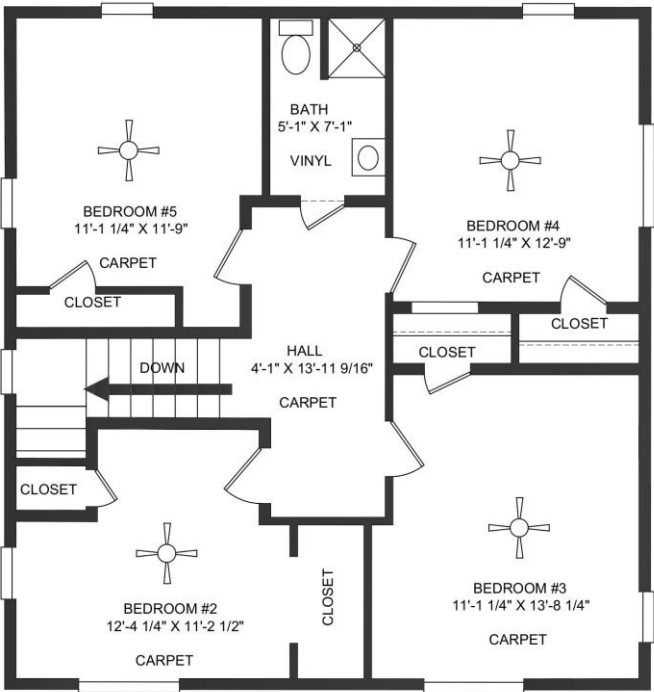 BATH
5'-1" X 7'-1"
VINYL
BEDROOM #5
11'-1 1/4" X 11'-9"
CARPET
CLOSET
BEDROOM #4
11'-1 1/4" X 12'-9"
CARPET
CLOSET
CLOSET
DOWN
HALL
4'-1" X 13'-11 9/16"
CARPET
CLOSET
BEDROOM #2
12'-4 1/4" X 11'-2 1/2"
CARPET
CLOSET
BEDROOM #3
11'-1 1/4" X 13'-8 1/4"
CARPET